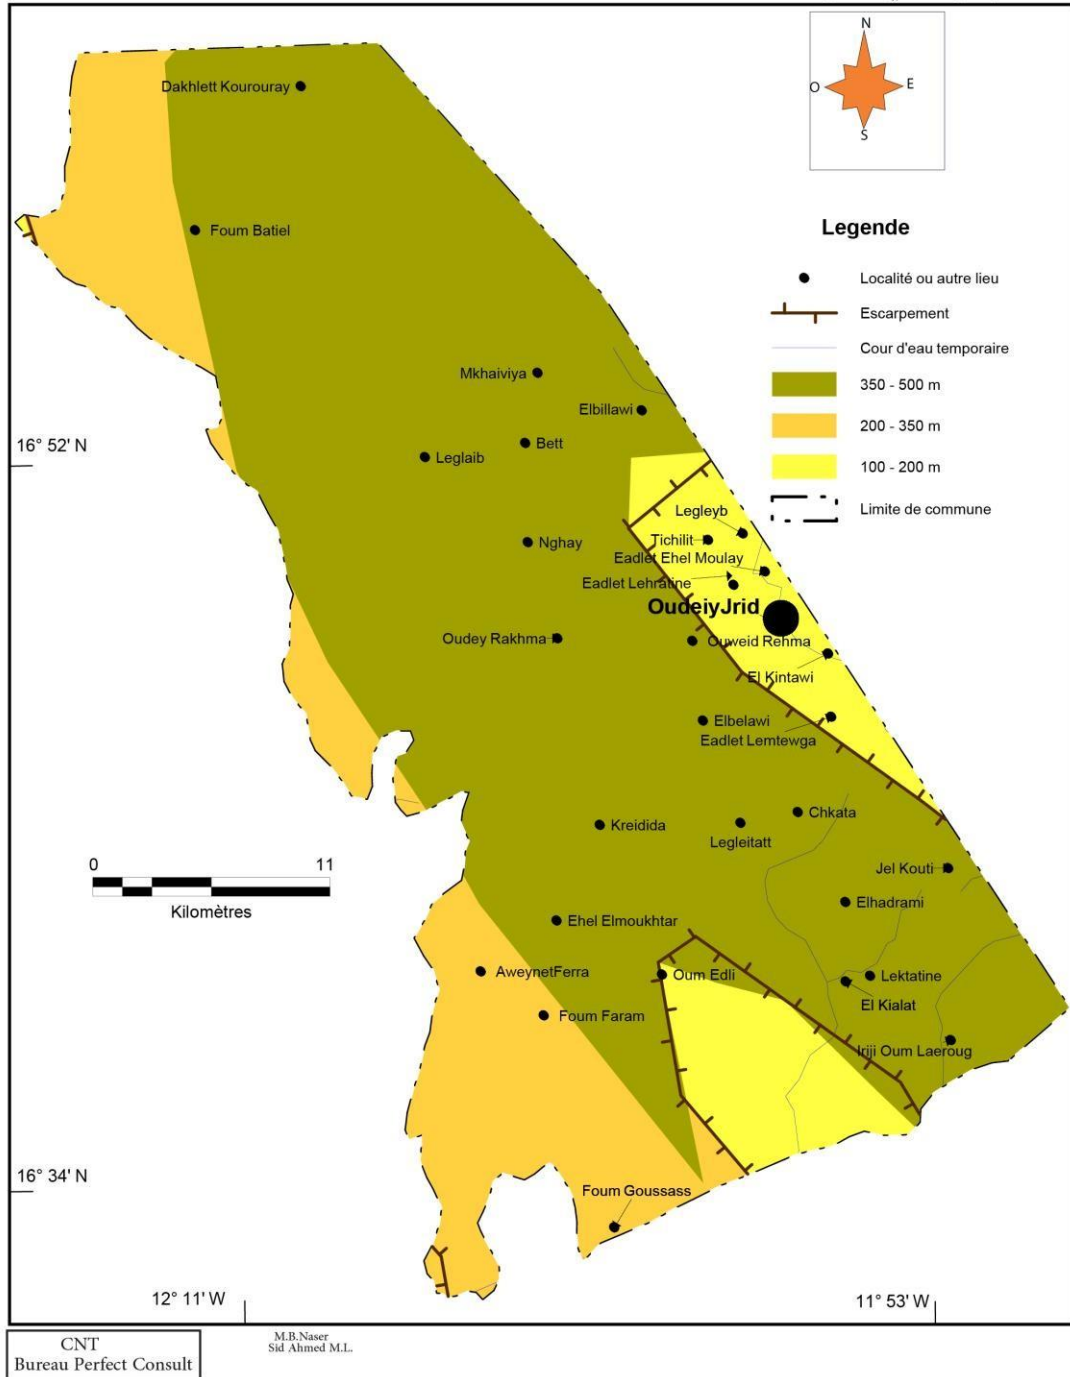 N
O
E
S
Dakhlett Kourouray
Foum Batiel
Legende
Localité ou autre lieu
Escarpement
Cour d'eau temporaire
350 - 500 m
200 - 350 m
100 - 200 m
Limite de commune
Mkhaiviya
Elbillawi
16° 52' N
Bett
Leglaib
Legleyb
Nghay
Tichilit
Eadlet Ehel Moulay
Eadlet Lehratine
OudeiyJrid
Oudey Rakhma
Ouweid Rehma
El Kintawi
Elbelawi
Eadlet Lemtewga
Chkata
Kreidida
Legleitatt
0 11
Kilomètres
Jel Kouti
Elhadrami
Ehel Elmoukhtar
AweynetFerra
Oum Edli
Lektatine
El Kialat
Foum Faram
Iriji Oum Laeroug
16° 34' N
Foum Goussass
12° 11' W
11° 53' W
CNT
Bureau Perfect Consult
M.B.Naser
Sid Ahmed M.L.